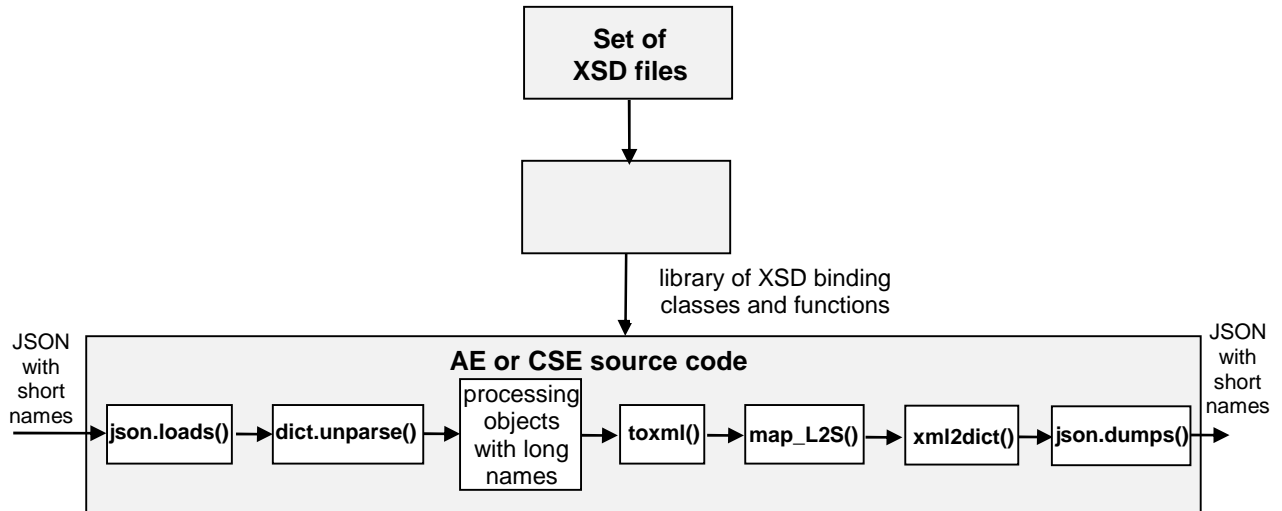 Set of
XSD files
library of XSD binding
classes and functions
JSON
with
short
names
AE or CSE source code
json.loads()
dict.unparse()
processing
objects
with long
names
toxml()
map_L2S()
xml2dict()
json.dumps()
JSON
with
short
names